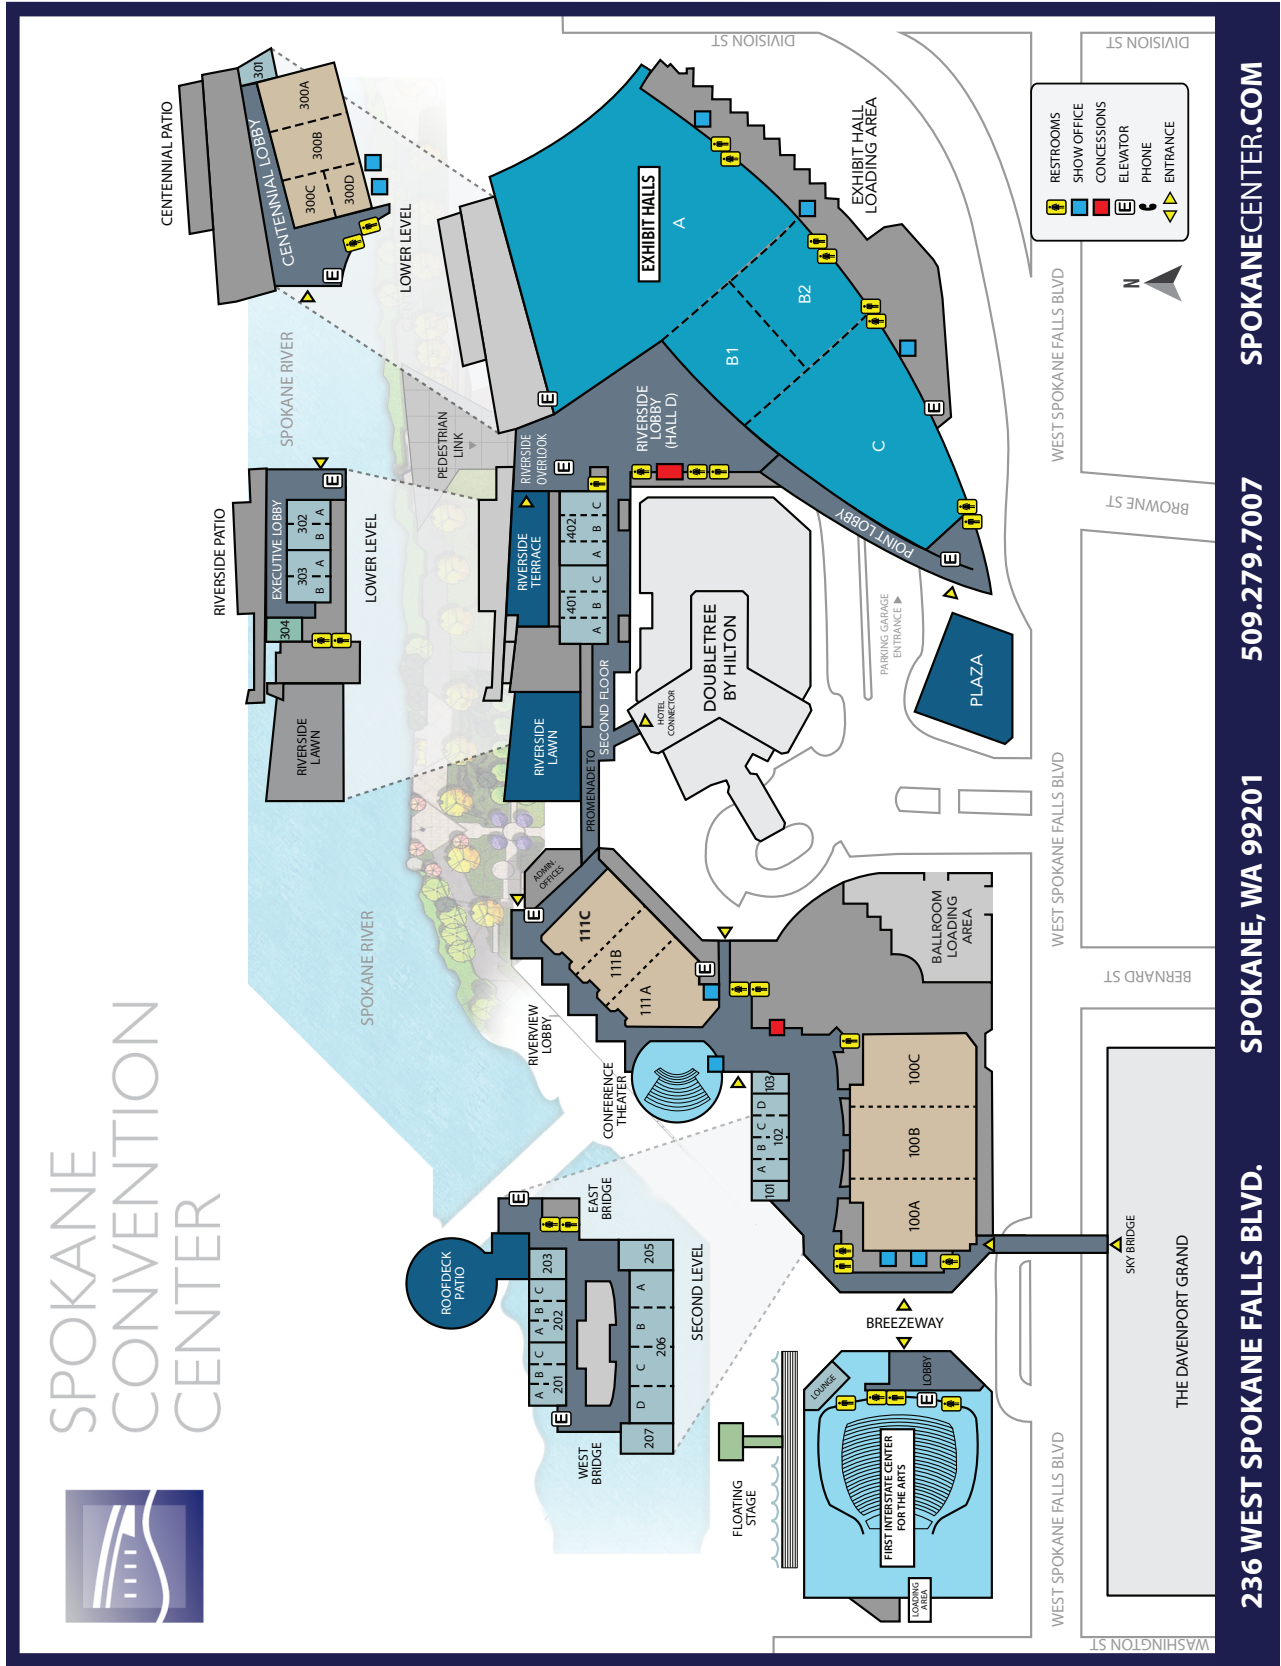 SPOKANE
CONVENTION
CENTER
CENTENNIAL PATIO
CENTENNIAL LOBBY
301
300A
300B
300C
300D
E
LOWER LEVEL
SPOKANE RIVER
RIVERSIDE PATIO
EXECUTIVE LOBBY
304
303
B
A
302
B
A
E
LOWER LEVEL
RIVERSIDE
LAWN
SPOKANE RIVER
PEDESTRIAN
LINK
ROOFDECK
PATIO
E
EAST
BRIDGE
203
A
B
C
202
A
B
C
201
E
WEST
BRIDGE
205
A
B
C
D
206
207
SECOND LEVEL
RIVERSIDE
LAWN
RIVERSIDE
TERRACE
RIVERSIDE
OVERLOOK
E
E
A
B
C
401
A
B
C
402
SECOND FLOOR
PROMENADE TO
RIVERSIDE
LOBBY
(HALL D)
EXHIBIT HALLS
A
B1
B2
C
E
E
EXHIBIT HALL
LOADING AREA
POINT LOBBY
DOUBLETREE
BY HILTON
HOTEL
CONNECTOR
PARKING GARAGE
ENTRANCE
PLAZA
ADMIN.
OFFICES
E
111C
111B
111 A
E
RIVERVIEW
LOBBY
CONFERENCE
THEATER
101
A
B
C
D
102
103
100A
100B
100C
BALLROOM
LOADING
AREA
FLOATING
STAGE
LOUNGE
LOBBY
E
FIRST INTERSTATE CENTER
FOR THE ARTS
LOADING
AREA
BREEZEWAY
SKY BRIDGE
THE DAVENPORT GRAND
WEST SPOKANE FALLS BLVD
WEST SPOKANE FALLS BLVD
WEST SPOKANE FALLS BLVD
WEST SPOKANE FALLS BLVD
WASHINGTON ST
BERNARD ST
BROWNE ST
DIVISION ST
DIVISION ST
N
RESTROOMS
SHOW OFFICE
CONCESSIONS
E ELEVATOR
PHONE
ENTRANCE
236 WEST SPOKANE FALLS BLVD. SPOKANE, WA 99201 509.279.7007 SPOKANECENTER.COM